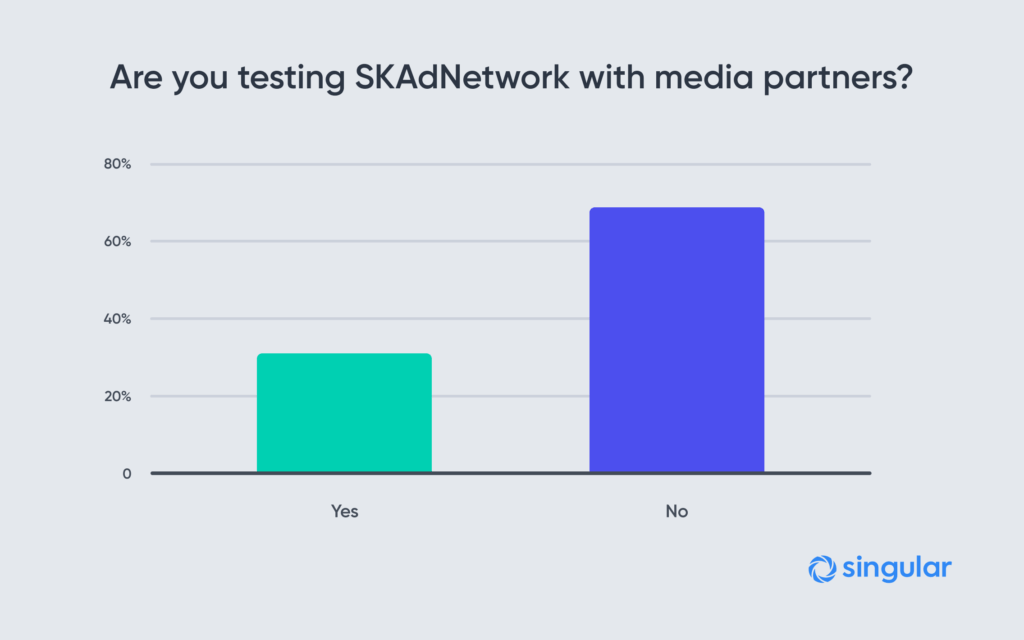 Are you testing SKAdNetwork with media partners?
80%
60%
40%
20%
0
Yes
No
singular